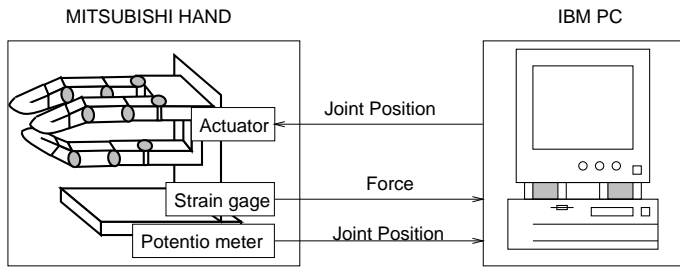 MITSUBISHI HAND
IBM PC
Actuator
Joint Position
Strain gage
Force
Potentio meter
Joint Position